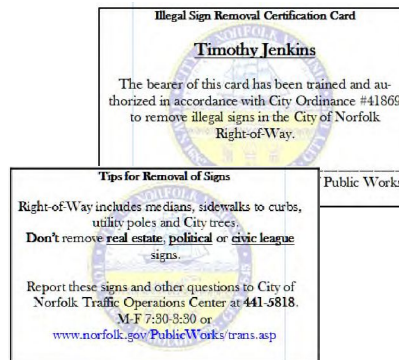 Illegal Sign Removal Certification Card
Timothy Jenkins
The bearer of this card has been trained and au-
thorized in accordance with City Ordinance #41869
to remove illegal signs in the City of Norfolk
Right-of-Way.
Public Works
Tips for Removal of Signs
Right-of-Way includes medians, sidewalks to curbs,
utility poles and City trees.
Don't remove real estate, political or civic league
signs.
Report these signs and other questions to City of
Norfolk Traffic Operations Center at 441-5818.
M-F 7:30-3:30 or
www.norfolk.gov/PublicWorks/trans.asp